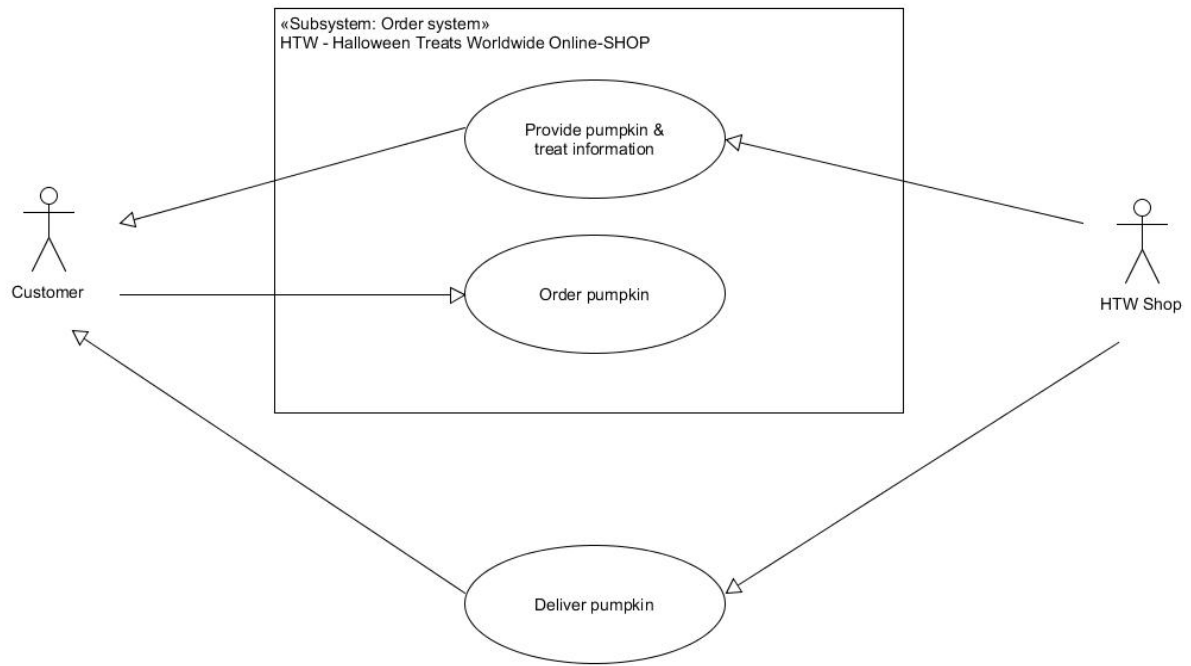 «Subsystem: Order system»
HTW - Halloween Treats Worldwide Online-SHOP
Provide pumpkin &
treat information
Customer
Order pumpkin
HTW Shop
Deliver pumpkin